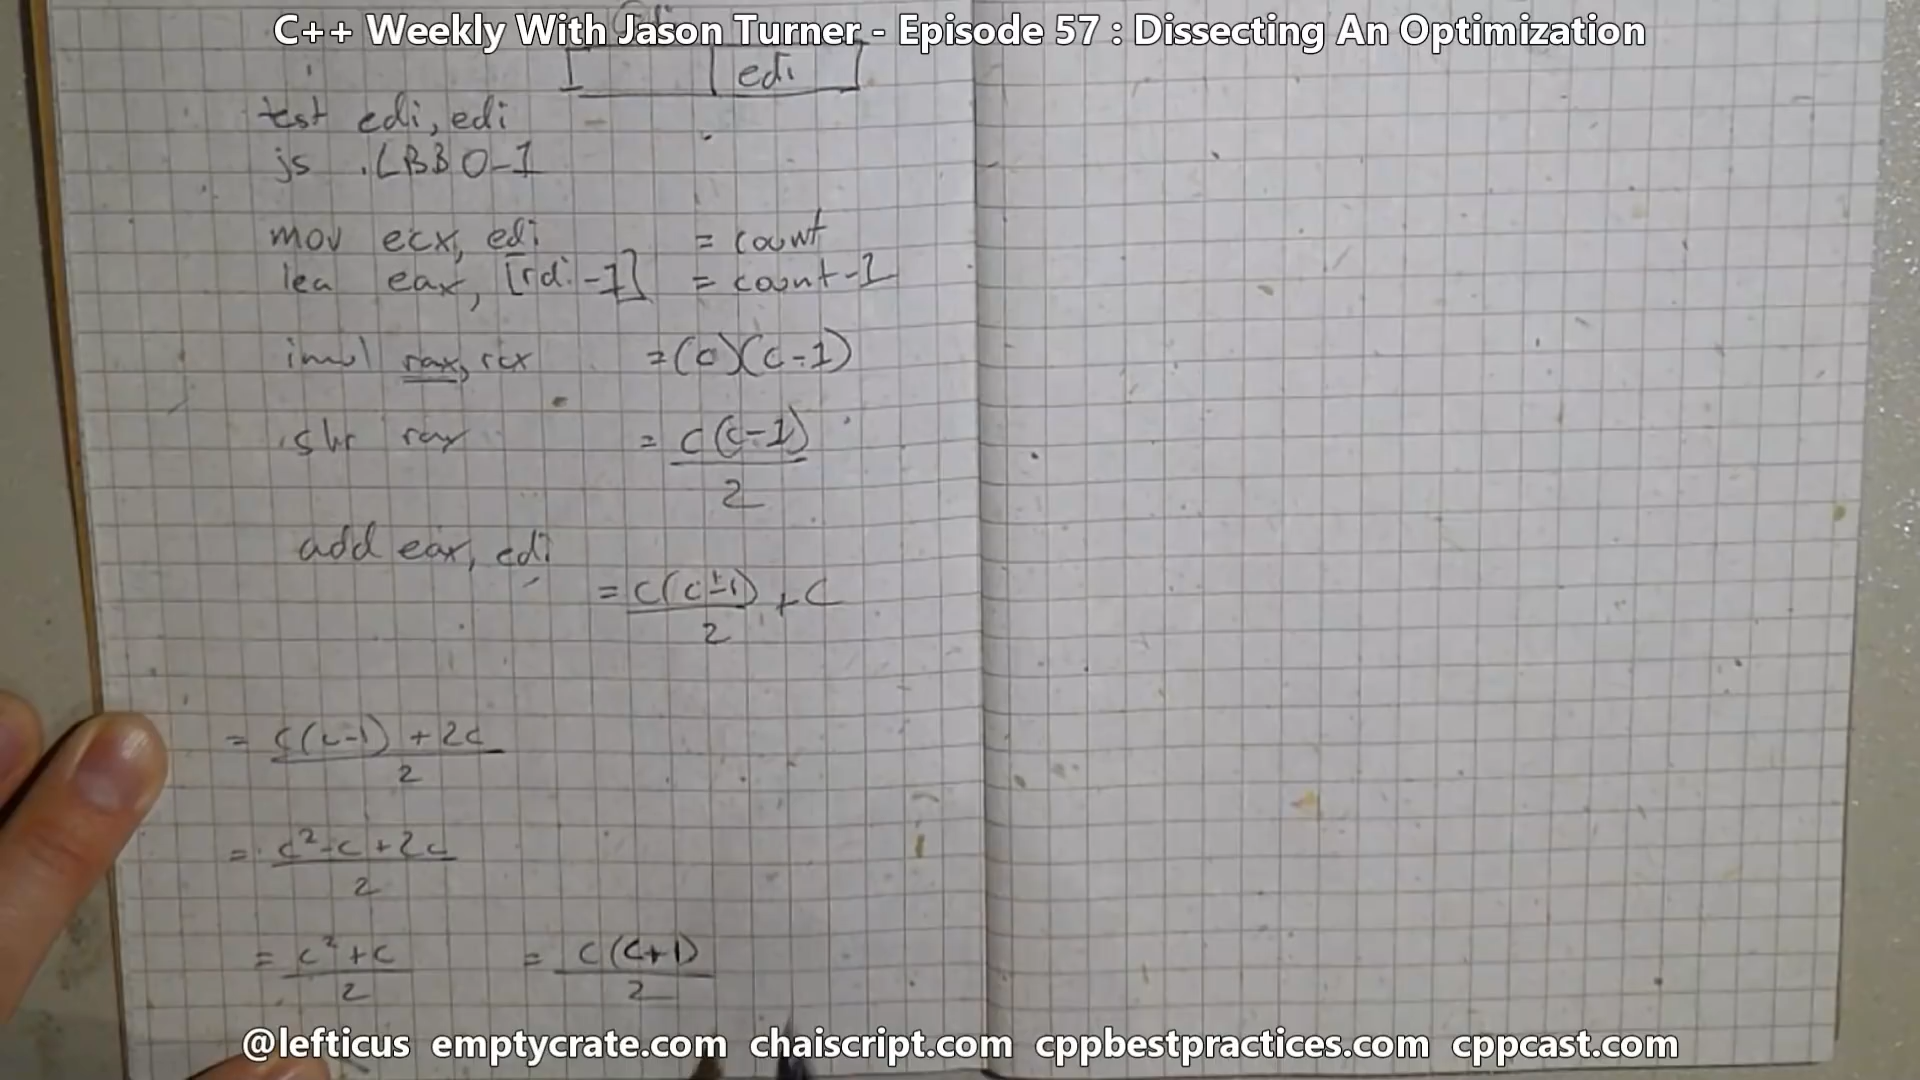 C++ Weekly With Jason Turner - Episode 57 : Dissecting An Optimization
edi
test edi, edi
js .LBB0-1
mov ecx, edi = count
lea eax, [rdi-1] = count-1
imul rax, rcx =(c)(c-1)
shr rax = c(c-1)
2
add eax, edi
= c(c-1) + c
2
= c(c-1) + 2c
2
= c²-c+2c
2
= c²+c = c(c+1)
2 2
@lefticus emptycrate.com chaiscript.com cppbestpractices.com cppcast.com